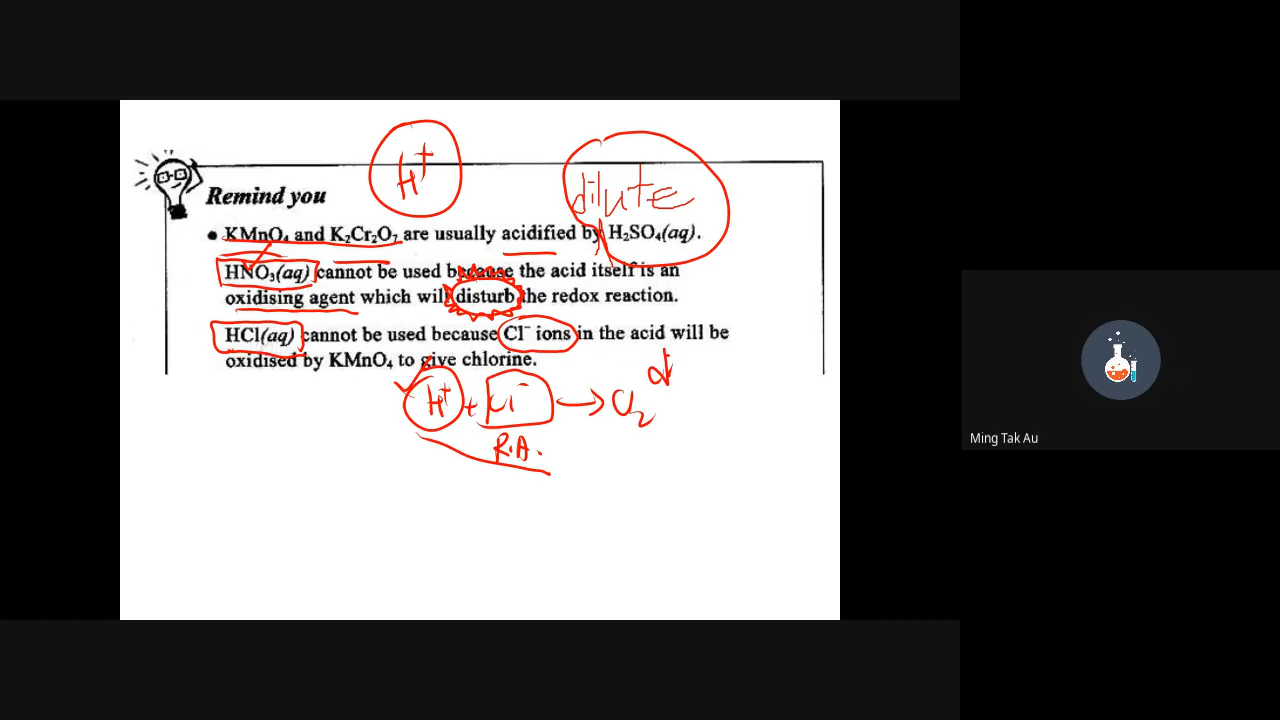 H⁺
dilute
Remind you
● KMnO₄ and K₂Cr₂O₇ are usually acidified by H₂SO₄(aq).
HNO₃(aq) cannot be used because the acid itself is an
oxidising agent which will disturb the redox reaction.
HCl(aq) cannot be used because Cl⁻ ions in the acid will be
oxidised by KMnO₄ to give chlorine.
H⁺ + Cl⁻ → Cl₂
R.A.
Ming Tak Au